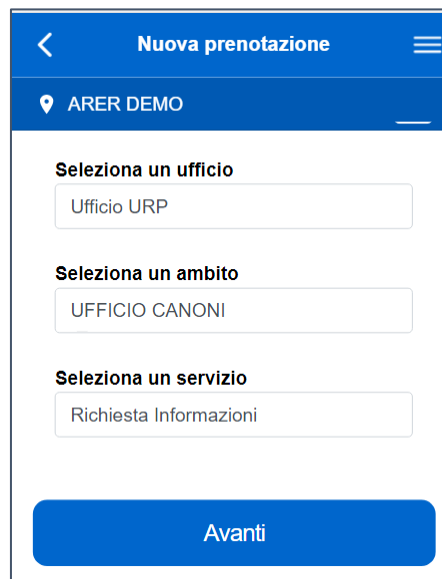 Nuova prenotazione
ARER DEMO
Seleziona un ufficio
Ufficio URP
Seleziona un ambito
UFFICIO CANONI
Seleziona un servizio
Richiesta Informazioni
Avanti